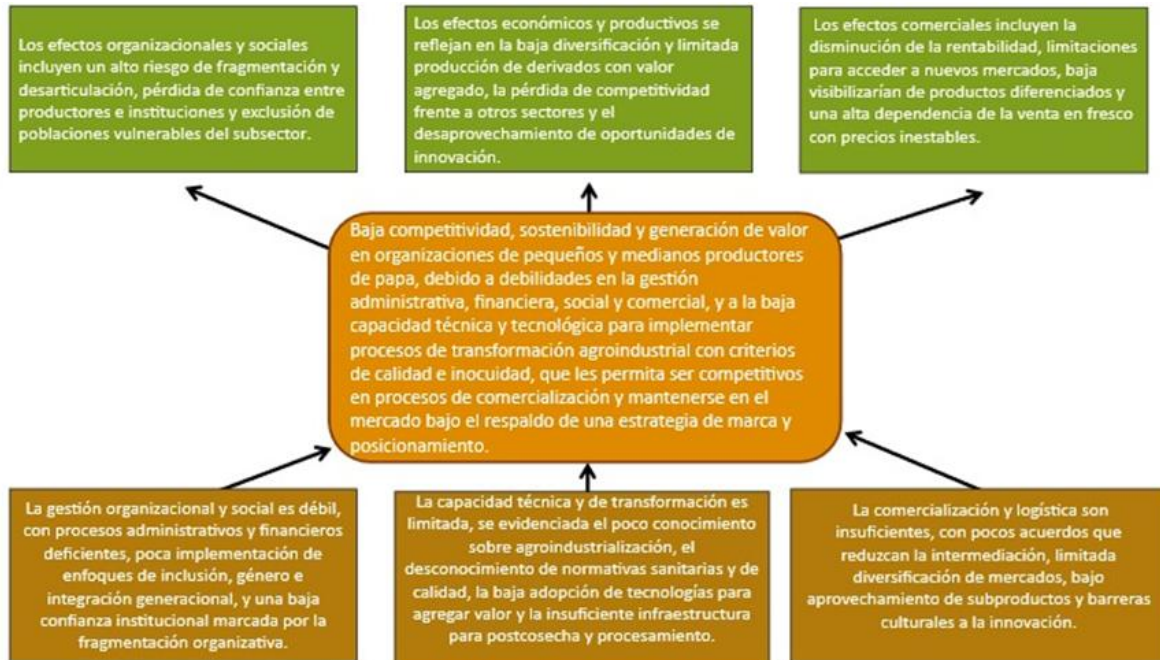 Los efectos organizacionales y sociales
incluyen un alto riesgo de fragmentación y
desarticulación, pérdida de confianza entre
productores e instituciones y exclusión de
poblaciones vulnerables del subsector.
Los efectos económicos y productivos se
reflejan en la baja diversificación y limitada
producción de derivados con valor
agregado, la pérdida de competitividad
frente a otros sectores y el
desaprovechamiento de oportunidades de
innovación.
Los efectos comerciales incluyen la
disminución de la rentabilidad, limitaciones
para acceder a nuevos mercados, baja
visibilizarían de productos diferenciados y
una alta dependencia de la venta en fresco
con precios inestables.
Baja competitividad, sostenibilidad y generación de valor
en organizaciones de pequeños y medianos productores
de papa, debido a debilidades en la gestión
administrativa, financiera, social y comercial, y a la baja
capacidad técnica y tecnológica para implementar
procesos de transformación agroindustrial con criterios
de calidad e inocuidad, que les permita ser competitivos
en procesos de comercialización y mantenerse en el
mercado bajo el respaldo de una estrategia de marca y
posicionamiento.
La gestión organizacional y social es débil,
con procesos administrativos y financieros
deficientes, poca implementación de
enfoques de inclusión, género e
integración generacional, y una baja
confianza institucional marcada por la
fragmentación organizativa.
La capacidad técnica y de transformación es
limitada, se evidenciada el poco conocimiento
sobre agroindustrialización, el
desconocimiento de normativas sanitarias y de
calidad, la baja adopción de tecnologías para
agregar valor y la insuficiente infraestructura
para postcosecha y procesamiento.
La comercialización y logística son
insuficientes, con pocos acuerdos que
reduzcan la intermediación, limitada
diversificación de mercados, bajo
aprovechamiento de subproductos y barreras
culturales a la innovación.